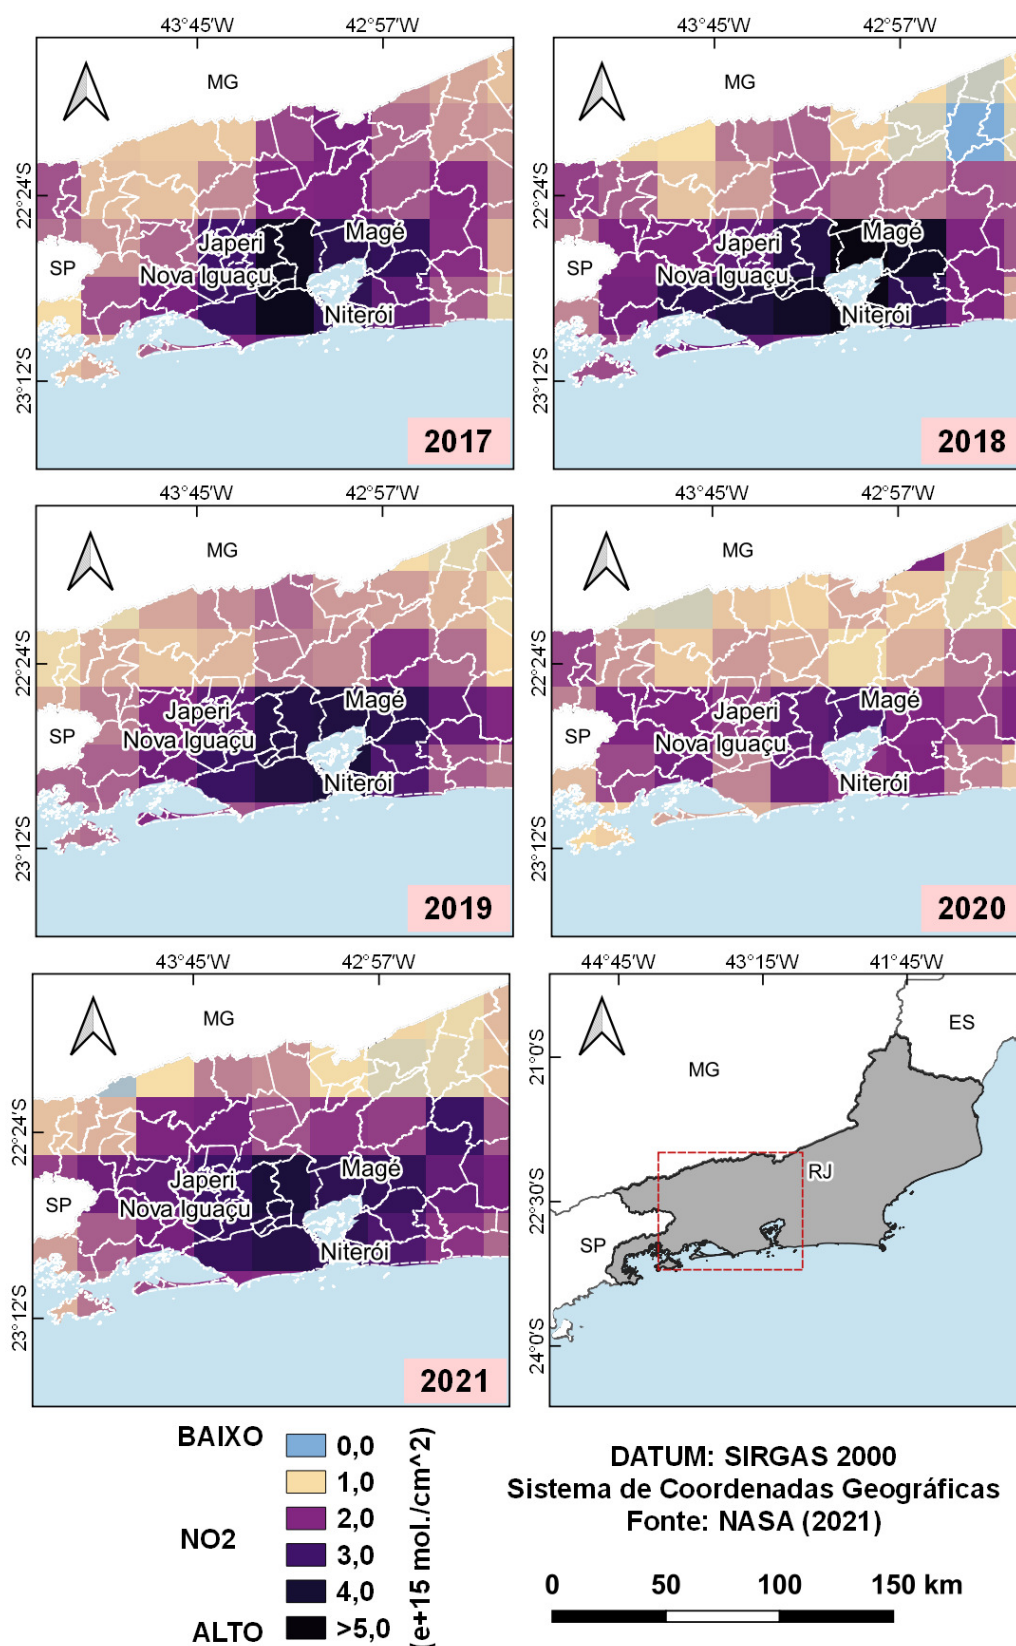 43°45'W 42°57'W
43°45'W 42°57'W
MG
MG
22°24'S
22°24'S
Japeri
Magé
Japeri
Magé
SP
Nova Iguaçu
SP
Nova Iguaçu
Niterói
Niterói
23°12'S
23°12'S
2017
2018
43°45'W 42°57'W
43°45'W 42°57'W
MG
MG
22°24'S
22°24'S
Japeri
Magé
Japeri
Magé
SP
Nova Iguaçu
SP
Nova Iguaçu
Niterói
Niterói
23°12'S
23°12'S
2019
2020
43°45'W 42°57'W
44°45'W 43°15'W 41°45'W
MG
ES
MG
21°0'S
22°24'S
Japeri
Magé
RJ
SP
Nova Iguaçu
22°30'S
SP
Niterói
23°12'S
24°0'S
2021
BAIXO
NO2
ALTO
0,0
1,0
2,0
3,0
4,0
>5,0
(e+15 mol./cm^2)
DATUM: SIRGAS 2000
Sistema de Coordenadas Geográficas
Fonte: NASA (2021)
0 50 100 150 km